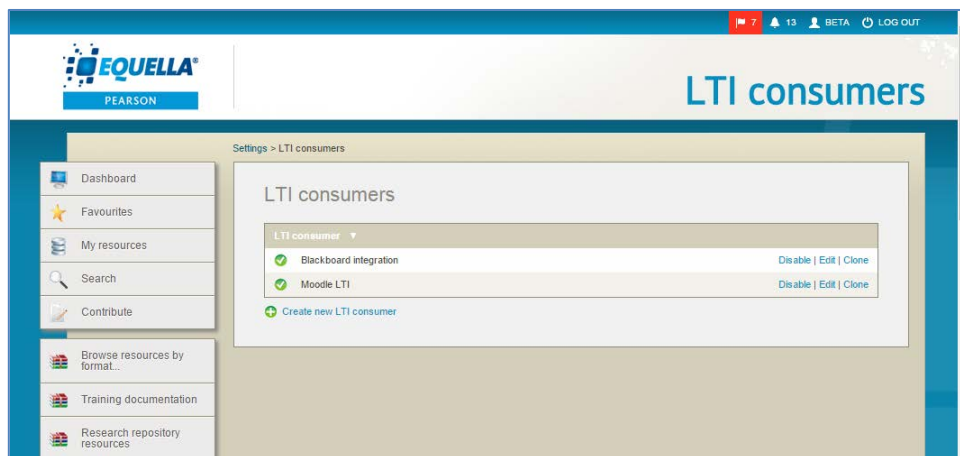 7 13 BETA LOG OUT
EQUELLA®
PEARSON
LTI consumers
Settings > LTI consumers
Dashboard
Favourites
My resources
Search
Contribute
Browse resources by
format...
Training documentation
Research repository
resources
LTI consumers
LTI consumer
Blackboard integration Disable | Edit | Clone
Moodle LTI Disable | Edit | Clone
Create new LTI consumer